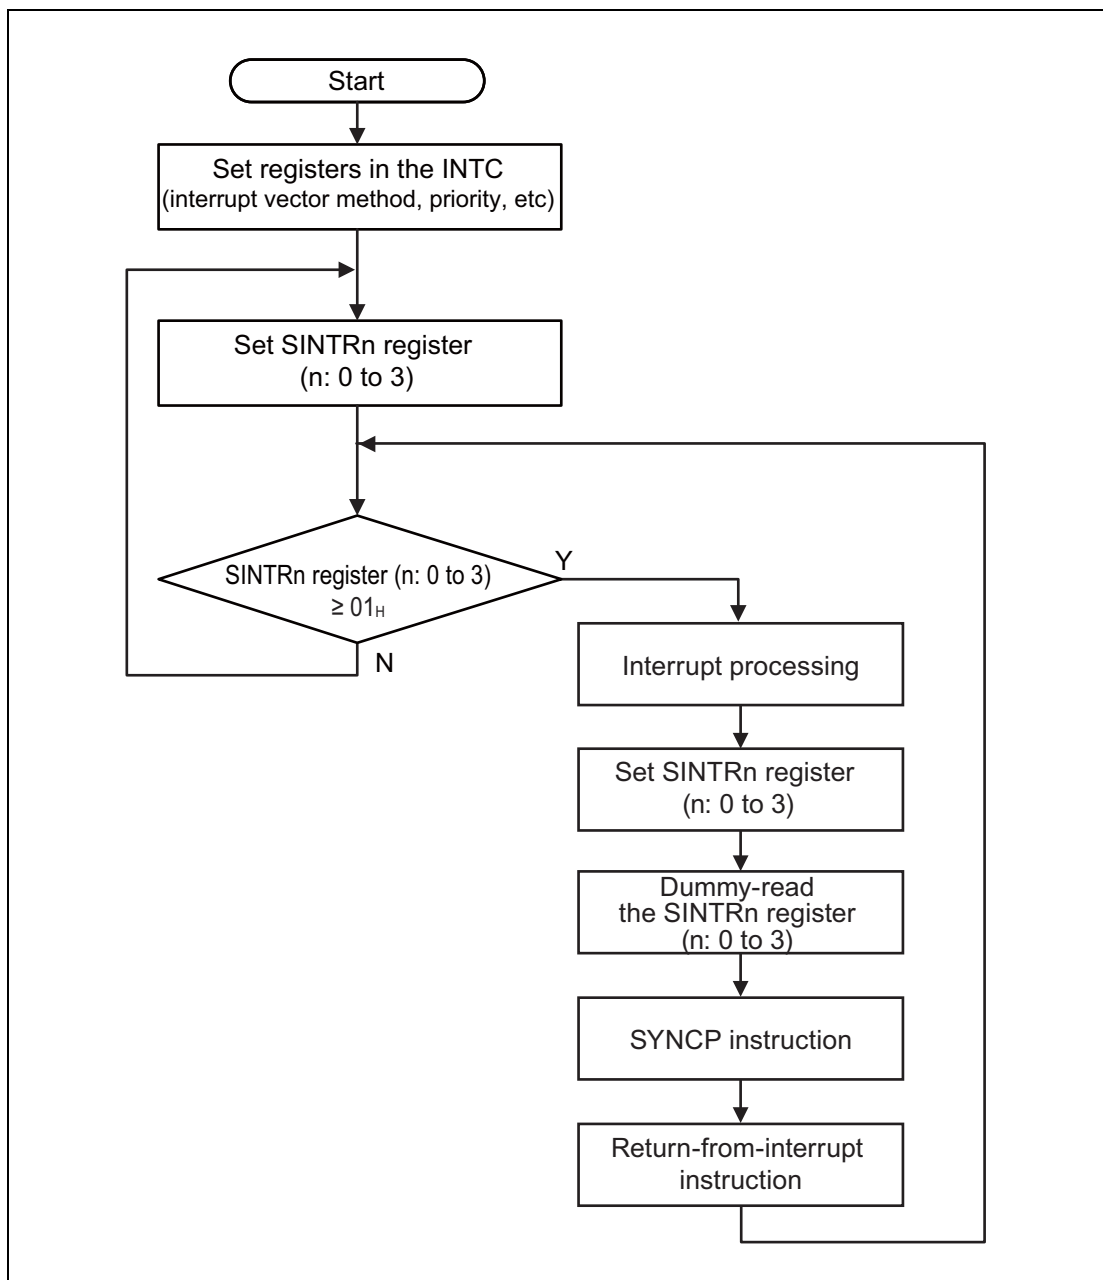 Start
Set registers in the INTC
(interrupt vector method, priority, etc)
Set SINTRn register
(n: 0 to 3)
SINTRn register (n: 0 to 3)
≥ 01H
Y
N
Interrupt processing
Set SINTRn register
(n: 0 to 3)
Dummy-read
the SINTRn register
(n: 0 to 3)
SYNCP instruction
Return-from-interrupt
instruction